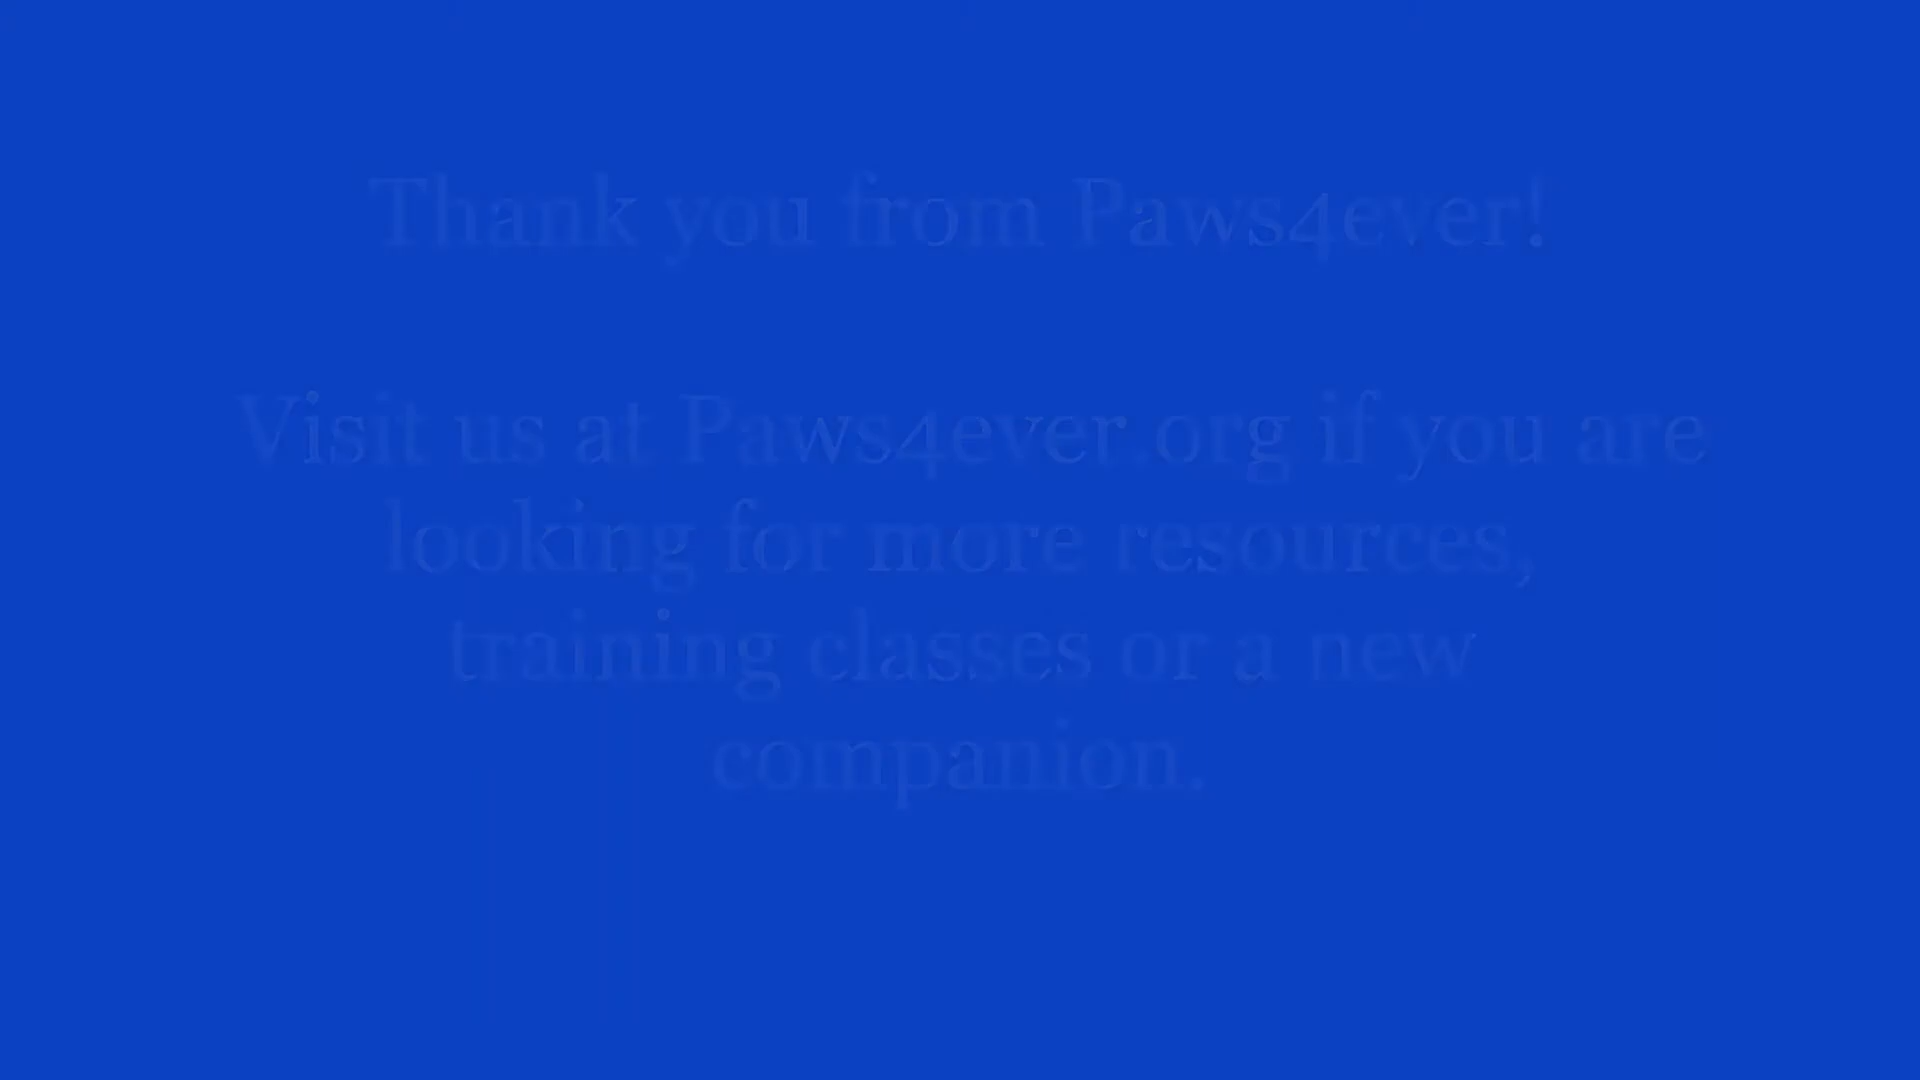 Thank you from Paws4ever!
Visit us at Paws4ever.org if you are
looking for more resources,
training classes or a new
companion.